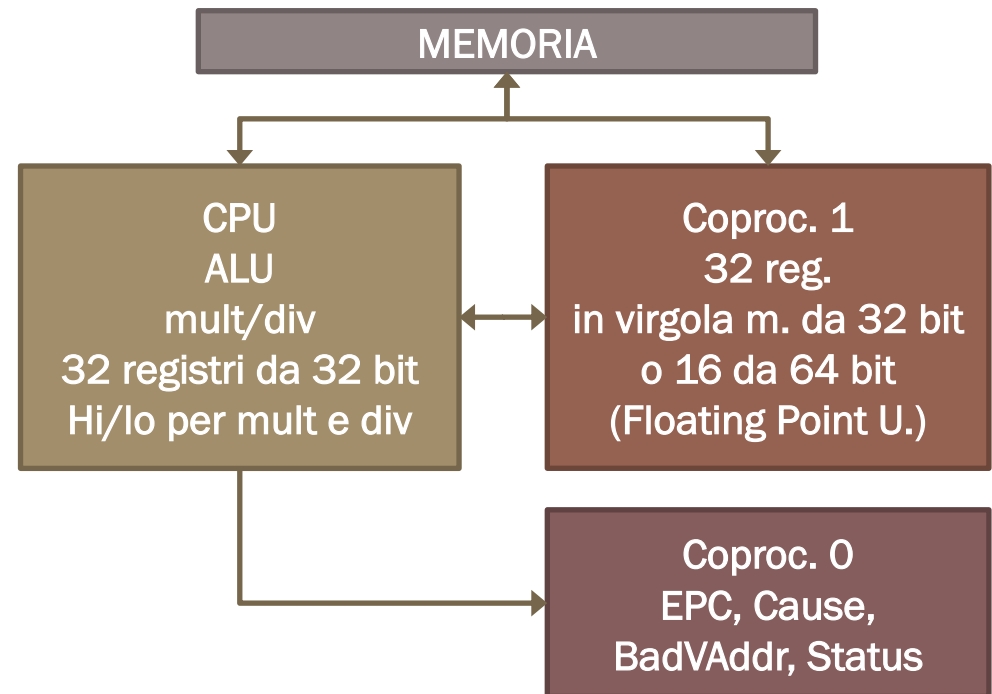 MEMORIA
CPU
ALU
mult/div
32 registri da 32 bit
Hi/lo per mult e div
Coproc. 1
32 reg.
in virgola m. da 32 bit
o 16 da 64 bit
(Floating Point U.)
Coproc. 0
EPC, Cause,
BadVAddr, Status